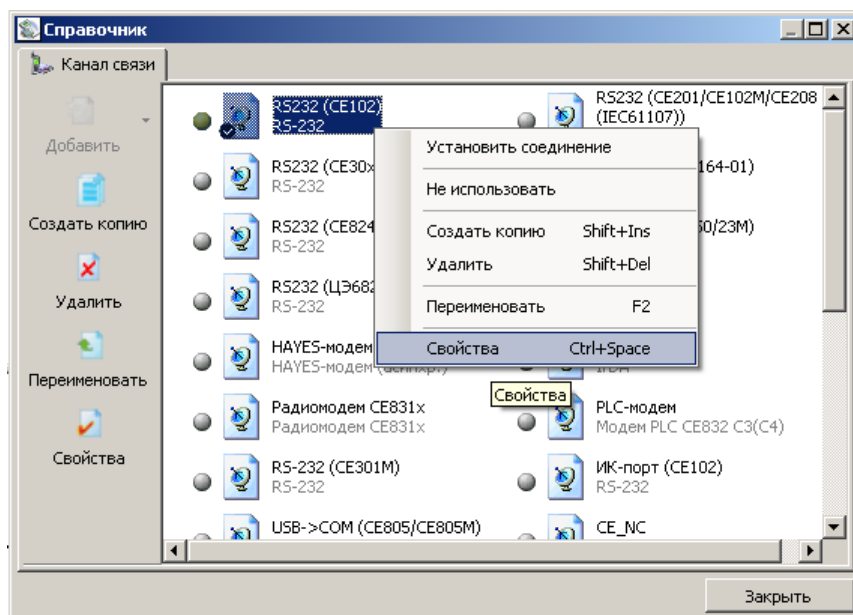 Справочник
Канал связи
Добавить
Создать копию
Удалить
Переименовать
Свойства
RS232 (CE102)
RS-232
RS232 (CE201/CE102M/CE208
(IEC61107))
RS232 (CE30x
RS-232
164-01)
RS232 (CE824
RS-232
50/23M)
RS232 (ЦЭ682
RS-232
HAYES-модем
HAYES-модем (асинхр.)
IrDA
Радиомодем CE831x
Радиомодем CE831x
PLC-модем
Модем PLC CE832 C3(C4)
RS-232 (CE301M)
RS-232
ИК-порт (CE102)
RS-232
USB->COM (CE805/CE805M)
CE_NC
Установить соединение
Не использовать
Создать копию Shift+Ins
Удалить Shift+Del
Переименовать F2
Свойства Ctrl+Space
Свойства
Закрыть